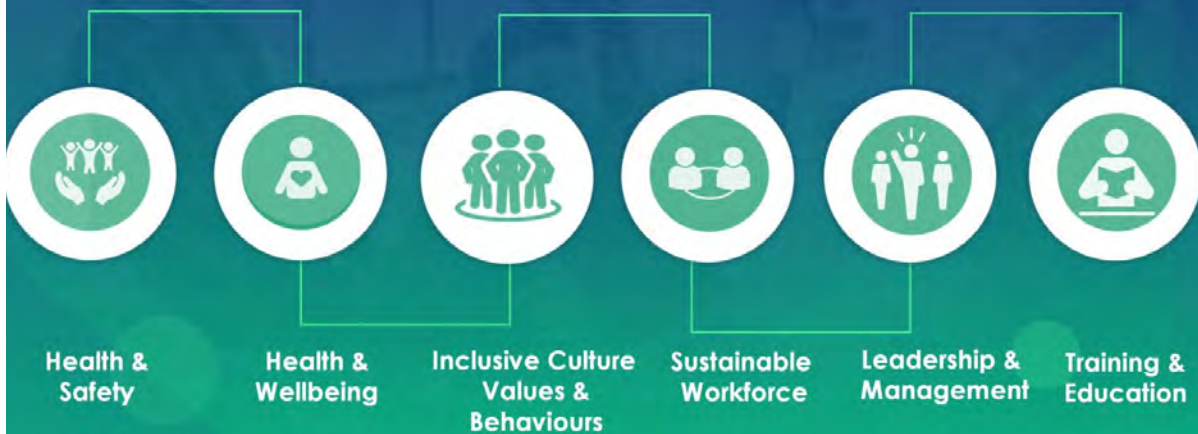 Health &
Safety
Health &
Wellbeing
Inclusive Culture
Values &
Behaviours
Sustainable
Workforce
Leadership &
Management
Training &
Education